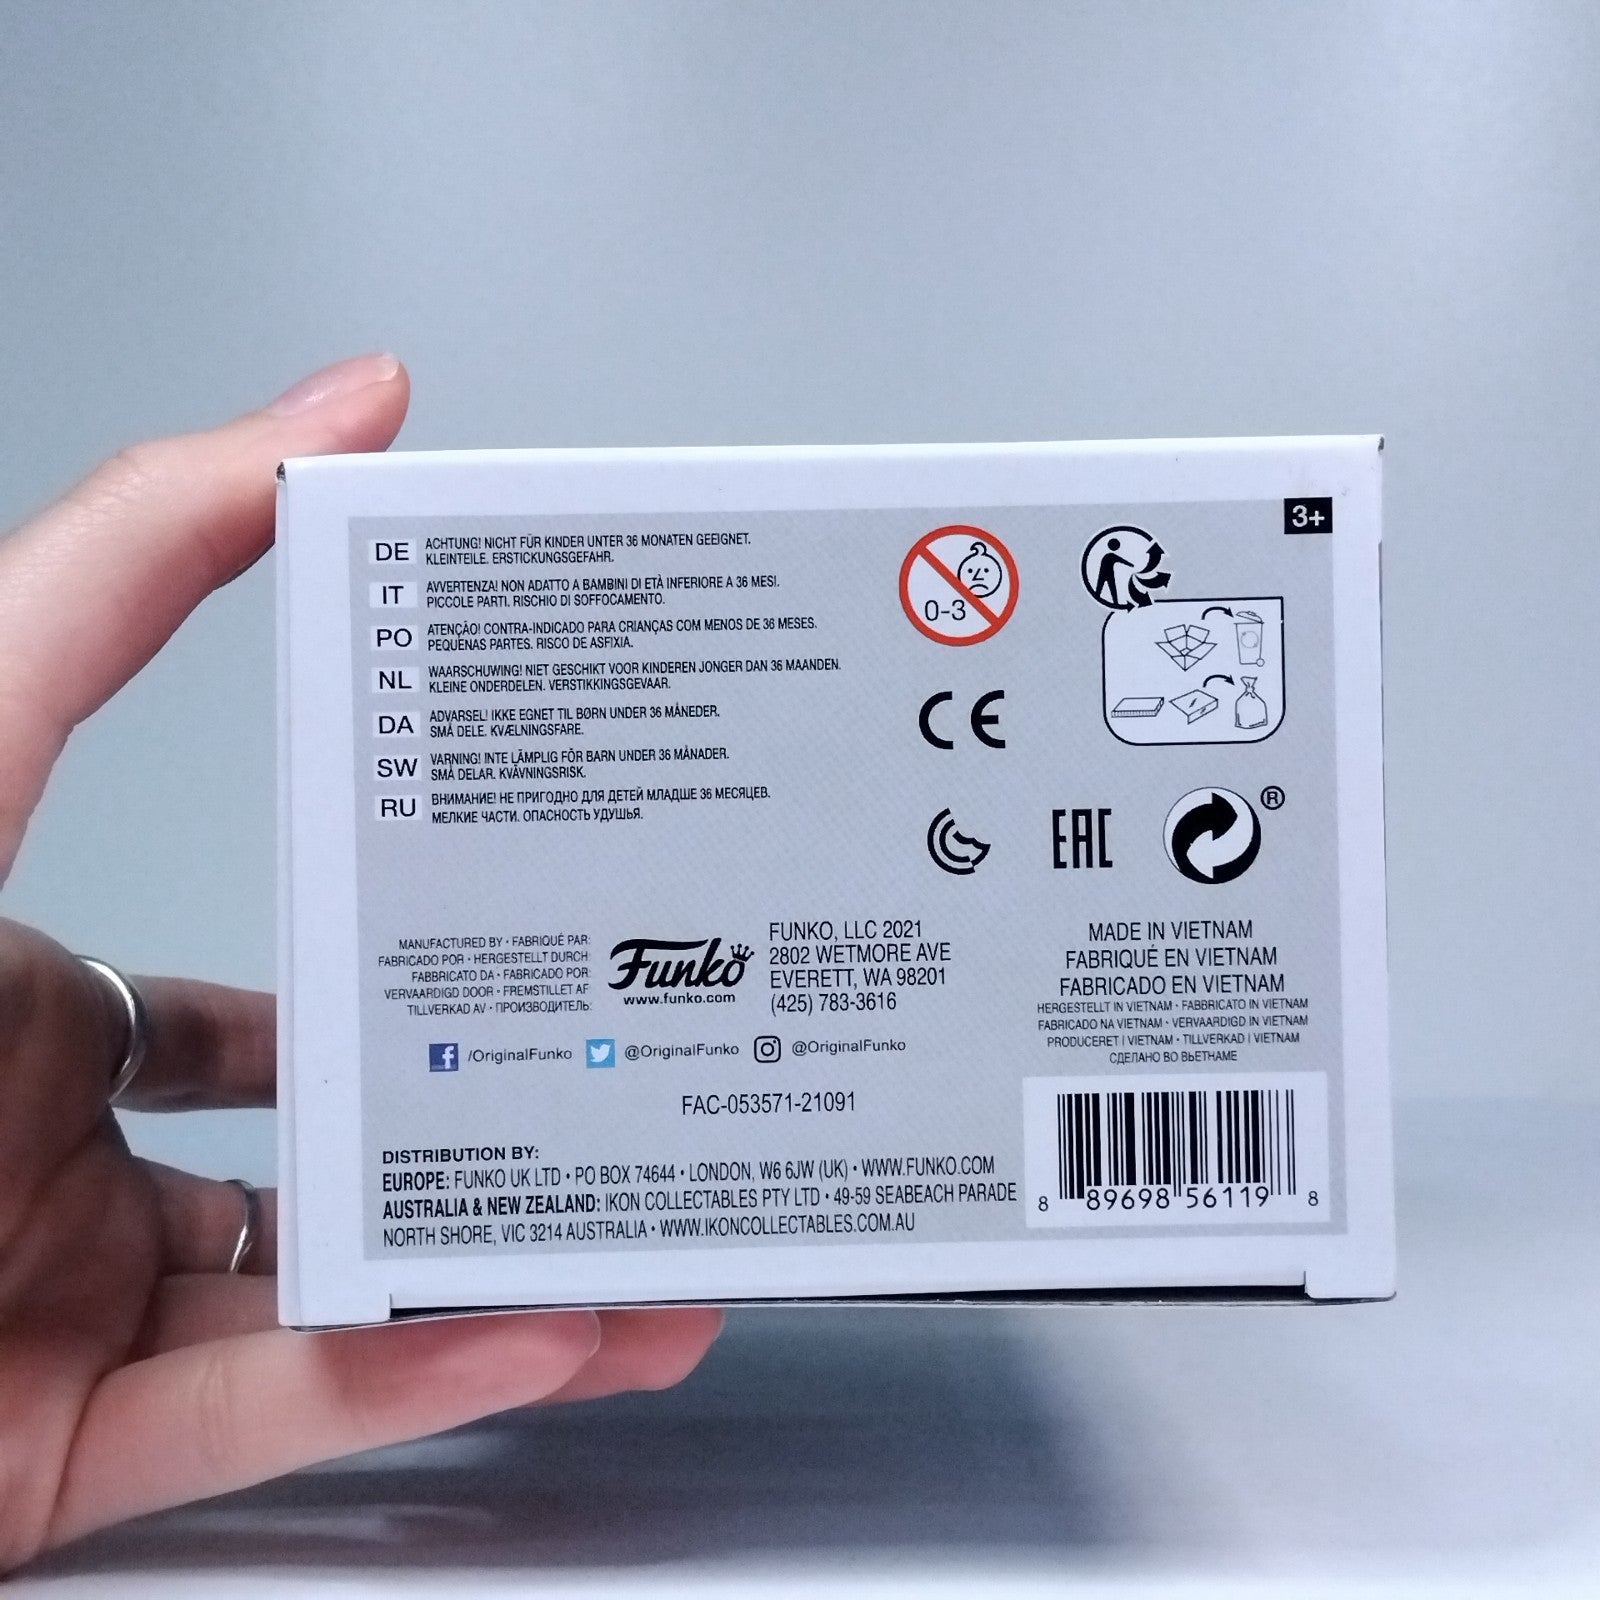 3+
DE
ACHTUNG! NICHT FÜR KINDER UNTER 36 MONATEN GEEIGNET.
KLEINTEILE. ERSTICKUNGSGEFAHR.
IT
AVVERTENZA! NON ADATTO A BAMBINI DI ETÀ INFERIORE A 36 MESI.
PICCOLE PARTI. RISCHIO DI SOFFOCAMENTO.
PO
ATENÇÃO! CONTRA-INDICADO PARA CRIANÇAS COM MENOS DE 36 MESES.
PEQUENAS PARTES. RISCO DE ASFIXIA.
NL
WAARSCHUWING! NIET GESCHIKT VOOR KINDEREN JONGER DAN 36 MAANDEN.
KLEINE ONDERDELEN. VERSTIKKINGSGEVAAR.
DA
ADVARSEL! IKKE EGNET TIL BØRN UNDER 36 MÅNEDER.
SMÅ DELE. KVÆLNINGSFARE.
SW
VARNING! INTE LÄMPLIG FÖR BARN UNDER 36 MÅNADER.
SMÅ DELAR. KVÄVNINGSRISK.
RU
ВНИМАНИЕ! НЕ ПРИГОДНО ДЛЯ ДЕТЕЙ МЛАДШЕ 36 МЕСЯЦЕВ.
МЕЛКИЕ ЧАСТИ. ОПАСНОСТЬ УДУШЬЯ.
0-3
CE
EAC
®
MANUFACTURED BY • FABRIQUÉ PAR:
FABRICADO POR • HERGESTELLT DURCH:
FABBRICATO DA • FABRICADO POR:
VERVAARDIGD DOOR • FREMSTILLET AF
TILLVERKAD AV • ПРОИЗВОДИТЕЛЬ:
Funko
www.funko.com
FUNKO, LLC 2021
2802 WETMORE AVE
EVERETT, WA 98201
(425) 783-3616
MADE IN VIETNAM
FABRIQUÉ EN VIETNAM
FABRICADO EN VIETNAM
HERGESTELLT IN VIETNAM • FABBRICATO IN VIETNAM
FABRICADO NA VIETNAM • VERVAARDIGD IN VIETNAM
PRODUCERET I VIETNAM • TILLVERKAD I VIETNAM
СДЕЛАНО ВО ВЬЕТНАМЕ
/OriginalFunko
@OriginalFunko
@OriginalFunko
FAC-053571-21091
DISTRIBUTION BY:
EUROPE: FUNKO UK LTD • PO BOX 74644 • LONDON, W6 6JW (UK) • WWW.FUNKO.COM
AUSTRALIA & NEW ZEALAND: IKON COLLECTABLES PTY LTD • 49-59 SEABEACH PARADE
NORTH SHORE, VIC 3214 AUSTRALIA • WWW.IKONCOLLECTABLES.COM.AU
8 89698 56119 8